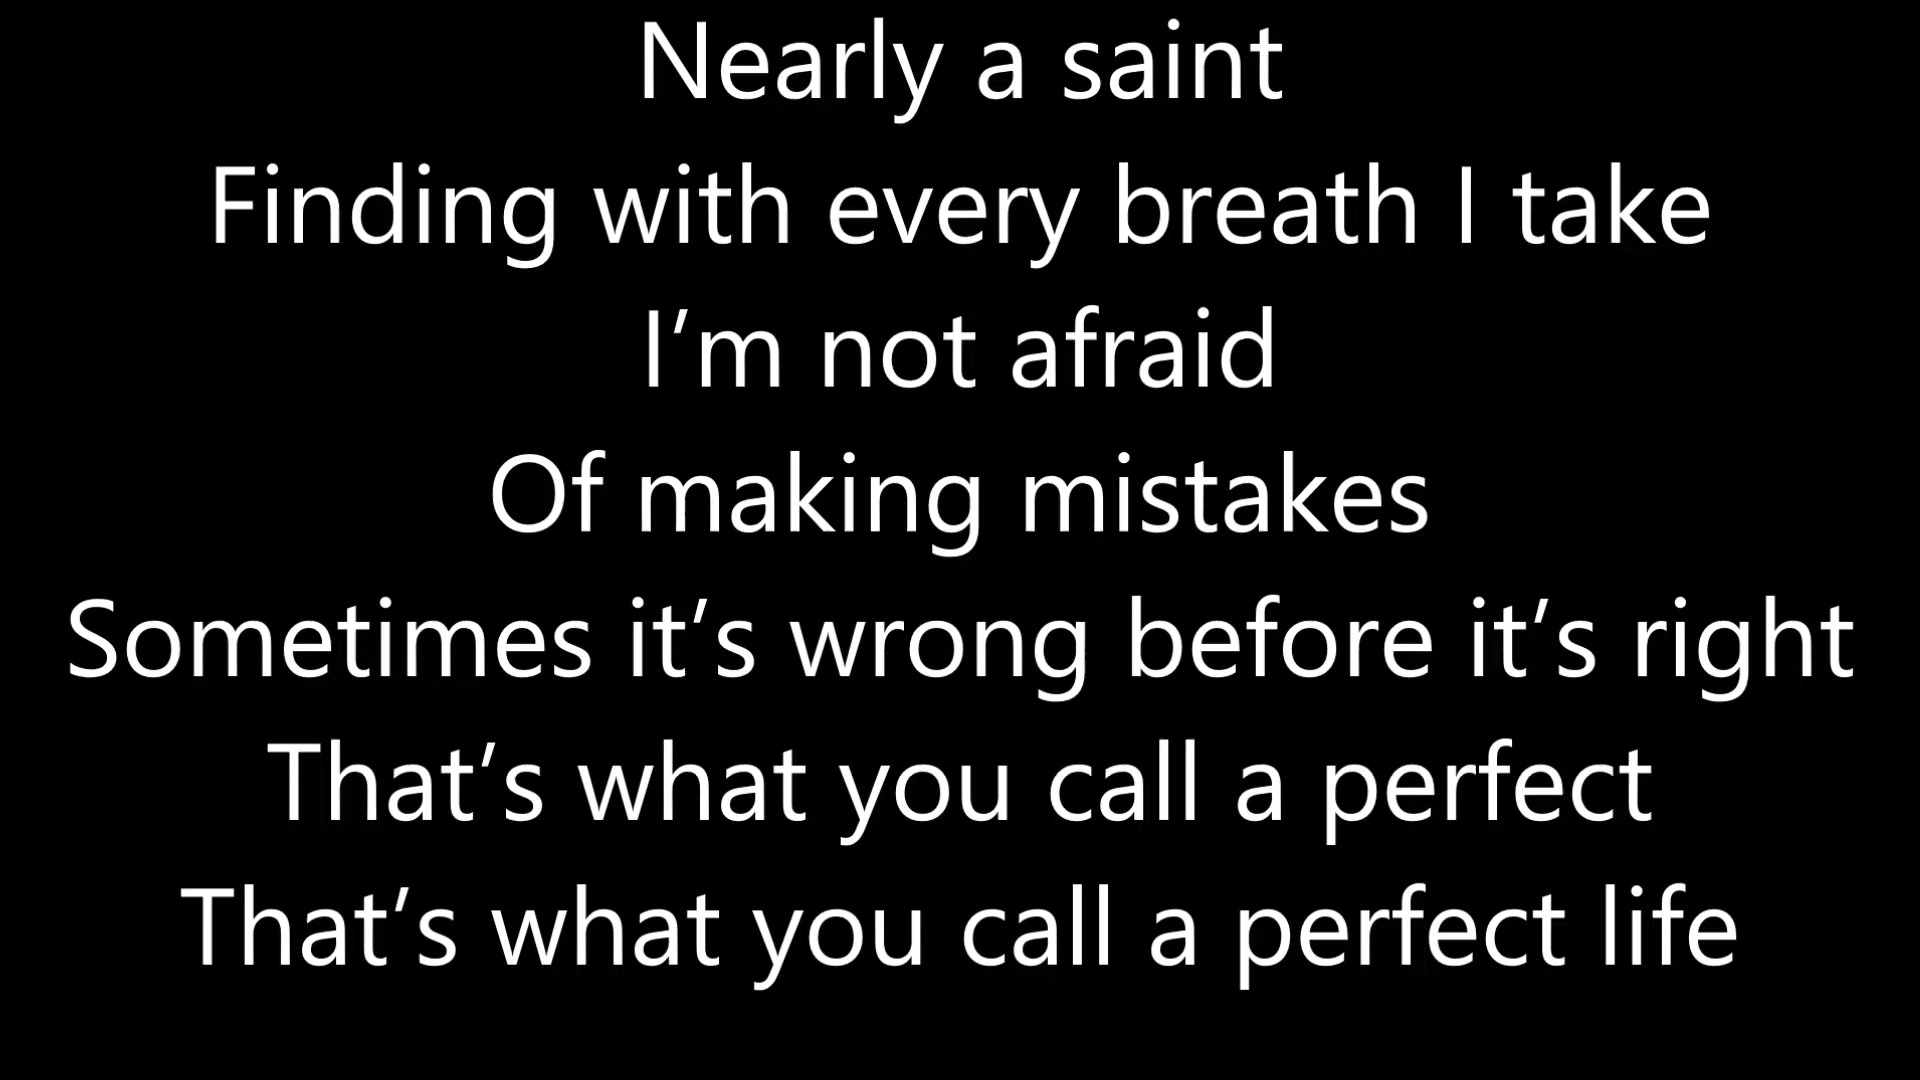 Nearly a saint
Finding with every breath I take
I’m not afraid
Of making mistakes
Sometimes it’s wrong before it’s right
That’s what you call a perfect
That’s what you call a perfect life